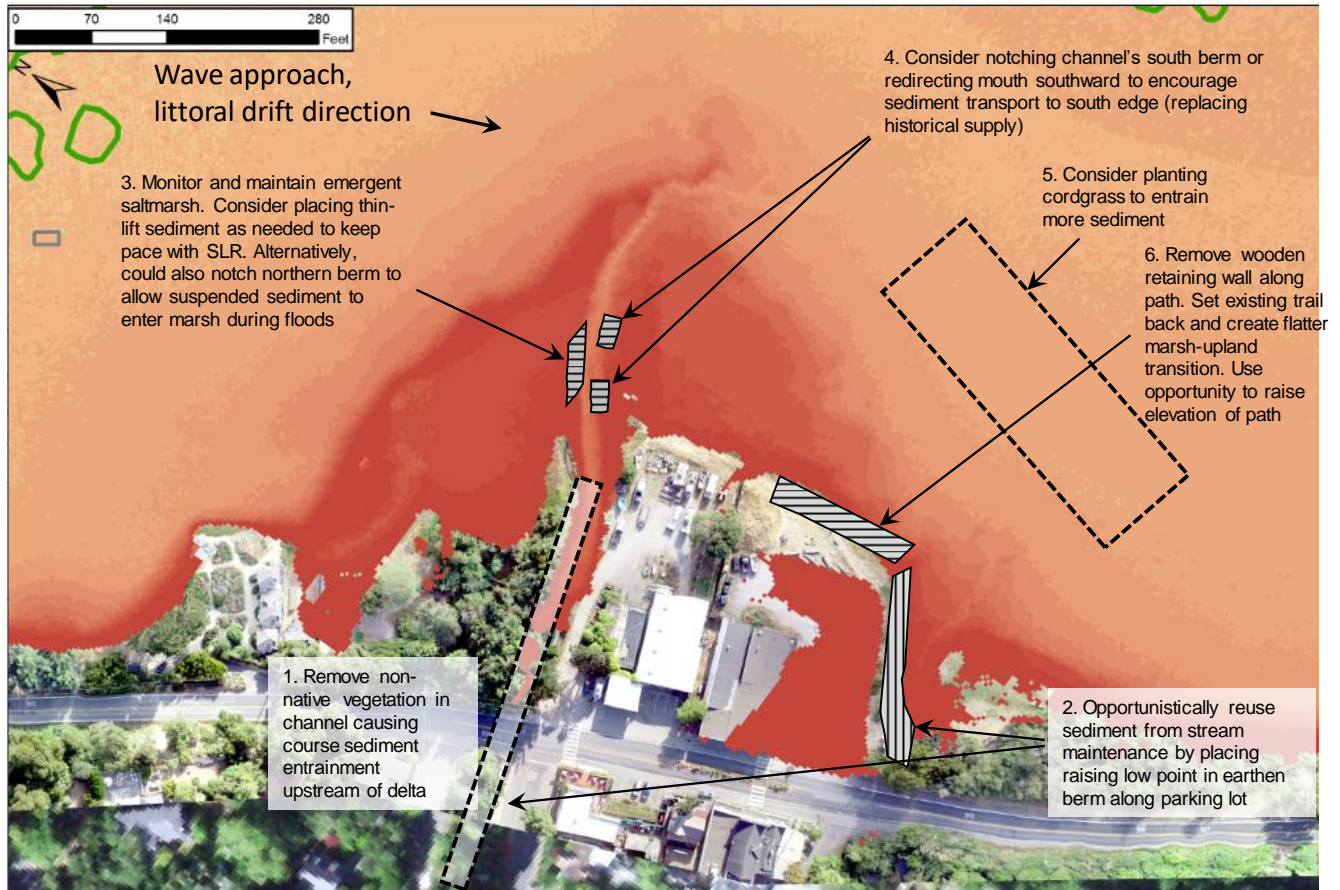 0 70 140 280
Feet
N
Wave approach,
littoral drift direction
4. Consider notching channel's south berm or
redirecting mouth southward to encourage
sediment transport to south edge (replacing
historical supply)
3. Monitor and maintain emergent
saltmarsh. Consider placing thin-
lift sediment as needed to keep
pace with SLR. Alternatively,
could also notch northern berm to
allow suspended sediment to
enter marsh during floods
5. Consider planting
cordgrass to entrain
more sediment
6. Remove wooden
retaining wall along
path. Set existing trail
back and create flatter
marsh-upland
transition. Use
opportunity to raise
elevation of path
1. Remove non-
native vegetation in
channel causing
course sediment
entrainment
upstream of delta
2. Opportunistically reuse
sediment from stream
maintenance by placing
raising low point in earthen
berm along parking lot